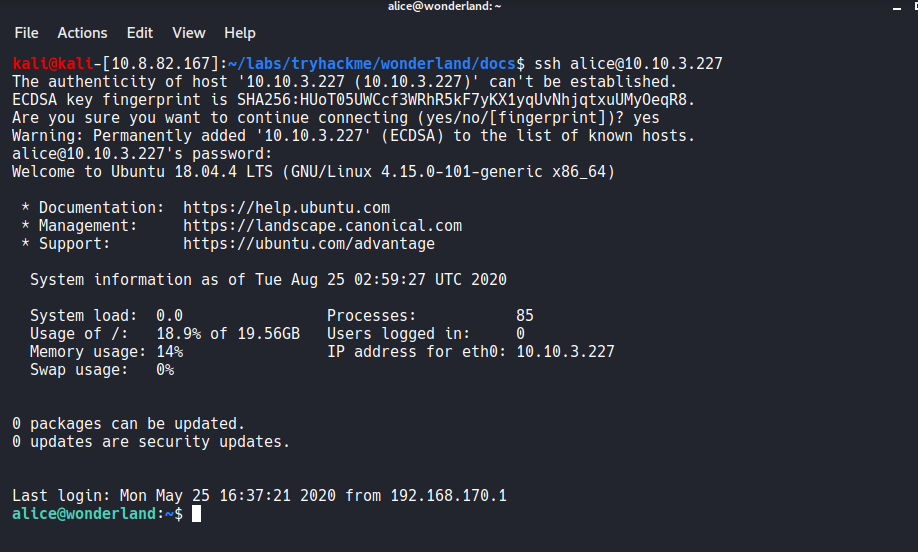 alice@wonderland: ~
File Actions Edit View Help
kali@kali-[10.8.82.167]:~/labs/tryhackme/wonderland/docs$ ssh alice@10.10.3.227
The authenticity of host '10.10.3.227 (10.10.3.227)' can't be established.
ECDSA key fingerprint is SHA256:HUoT05UWCcf3WRhR5kF7yKX1yqUvNhjqtxuUMyOeqR8.
Are you sure you want to continue connecting (yes/no/[fingerprint])? yes
Warning: Permanently added '10.10.3.227' (ECDSA) to the list of known hosts.
alice@10.10.3.227's password:
Welcome to Ubuntu 18.04.4 LTS (GNU/Linux 4.15.0-101-generic x86_64)
* Documentation: https://help.ubuntu.com
* Management: https://landscape.canonical.com
* Support: https://ubuntu.com/advantage
System information as of Tue Aug 25 02:59:27 UTC 2020
System load: 0.0 Processes: 85
Usage of /: 18.9% of 19.56GB Users logged in: 0
Memory usage: 14% IP address for eth0: 10.10.3.227
Swap usage: 0%
0 packages can be updated.
0 updates are security updates.
Last login: Mon May 25 16:37:21 2020 from 192.168.170.1
alice@wonderland:~$